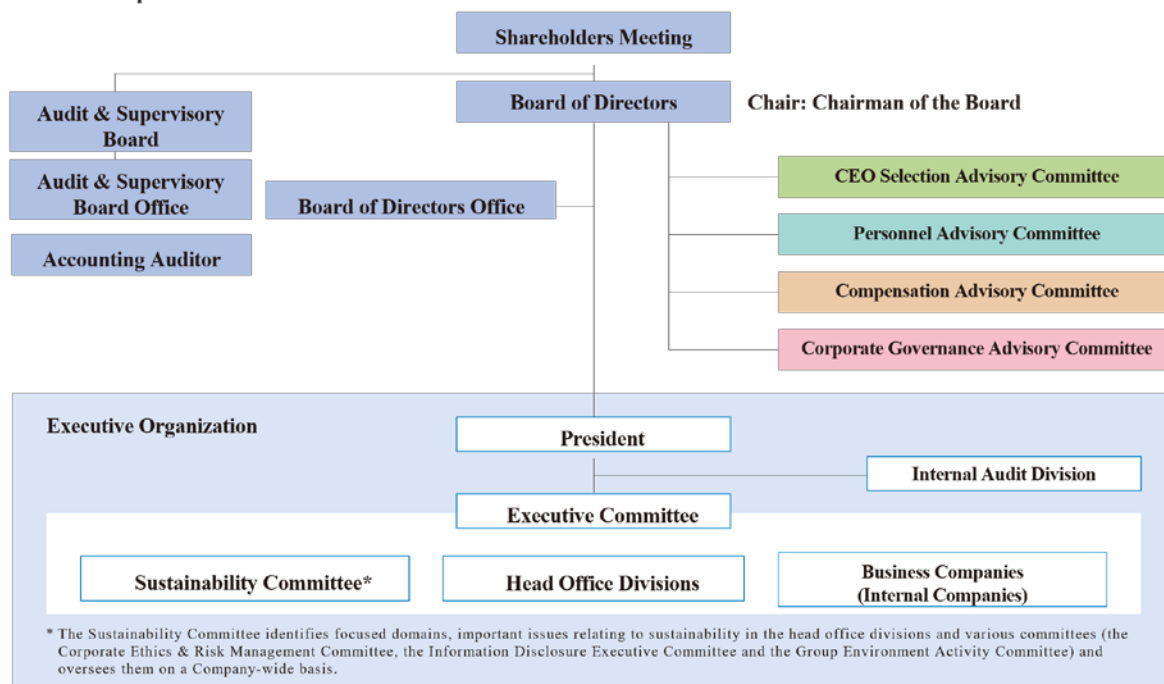 Shareholders Meeting
Board of Directors
Chair: Chairman of the Board
Audit & Supervisory
Board
Audit & Supervisory
Board Office
Accounting Auditor
Board of Directors Office
CEO Selection Advisory Committee
Personnel Advisory Committee
Compensation Advisory Committee
Corporate Governance Advisory Committee
Executive Organization
President
Internal Audit Division
Executive Committee
Sustainability Committee*
Head Office Divisions
Business Companies
(Internal Companies)
* The Sustainability Committee identifies focused domains, important issues relating to sustainability in the head office divisions and various committees (the
Corporate Ethics & Risk Management Committee, the Information Disclosure Executive Committee and the Group Environment Activity Committee) and
oversees them on a Company-wide basis.